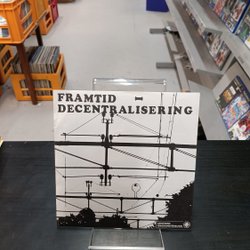 FRAMTID =
DECENTRALISERING